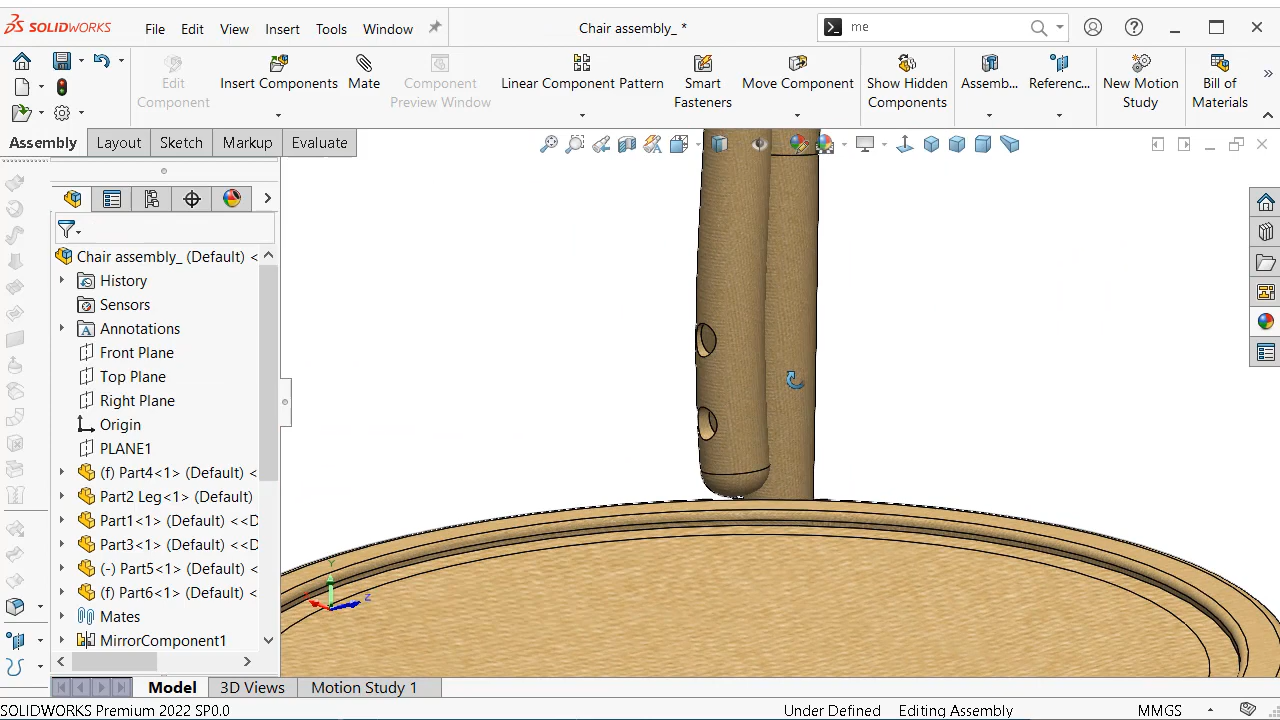 SOLIDWORKS
File
Edit
View
Insert
Tools
Window
Chair assembly_ *
me
Edit
Component
Insert Components
Mate
Component
Preview Window
Linear Component Pattern
Smart
Fasteners
Move Component
Show Hidden
Components
Assemb...
Referenc...
New Motion
Study
Bill of
Materials
Assembly
Layout
Sketch
Markup
Evaluate
Chair assembly_ (Default) <
History
Sensors
Annotations
Front Plane
Top Plane
Right Plane
Origin
PLANE1
(f) Part4<1> (Default) <
Part2 Leg<1> (Default)
Part1<1> (Default) <<D
Part3<1> (Default) <<D
(-) Part5<1> (Default) <
(f) Part6<1> (Default) <
Mates
MirrorComponent1
Y
Z
Model
3D Views
Motion Study 1
SOLIDWORKS Premium 2022 SP0.0
Under Defined
Editing Assembly
MMGS